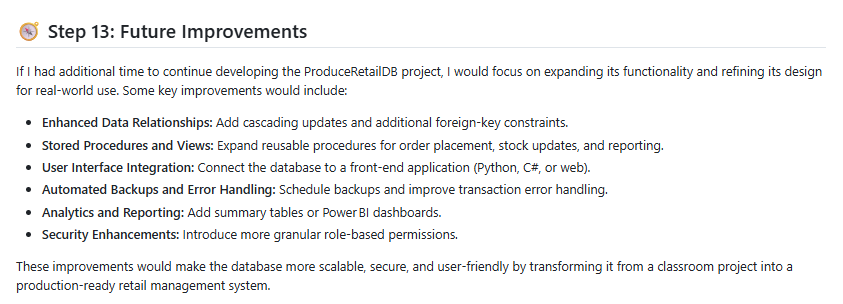 Step 13: Future Improvements
If I had additional time to continue developing the ProduceRetailDB project, I would focus on expanding its functionality and refining its design
for real-world use. Some key improvements would include:
• Enhanced Data Relationships: Add cascading updates and additional foreign-key constraints.
• Stored Procedures and Views: Expand reusable procedures for order placement, stock updates, and reporting.
• User Interface Integration: Connect the database to a front-end application (Python, C#, or web).
• Automated Backups and Error Handling: Schedule backups and improve transaction error handling.
• Analytics and Reporting: Add summary tables or Power BI dashboards.
• Security Enhancements: Introduce more granular role-based permissions.
These improvements would make the database more scalable, secure, and user-friendly by transforming it from a classroom project into a
production-ready retail management system.